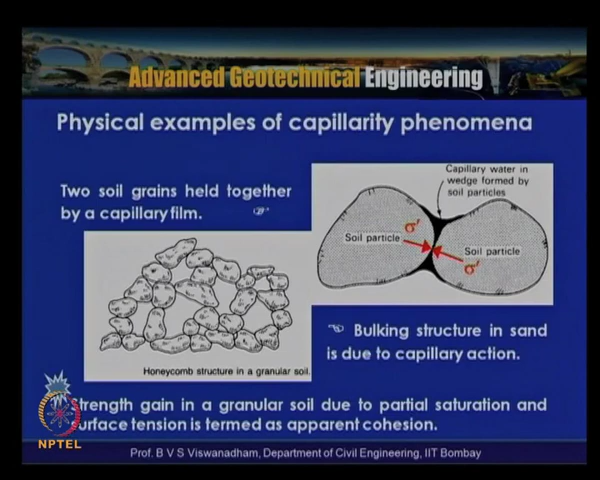 Advanced Geotechnical Engineering
Physical examples of capillarity phenomena
Two soil grains held together
by a capillary film.
Capillary water in
wedge formed by
soil particles
σ'
Soil particle
Soil particle
σ'
Honeycomb structure in a granular soil.
Bulking structure in sand
is due to capillary action.
Strength gain in a granular soil due to partial saturation and
surface tension is termed as apparent cohesion.
NPTEL
Prof. B V S Viswanadham, Department of Civil Engineering, IIT Bombay